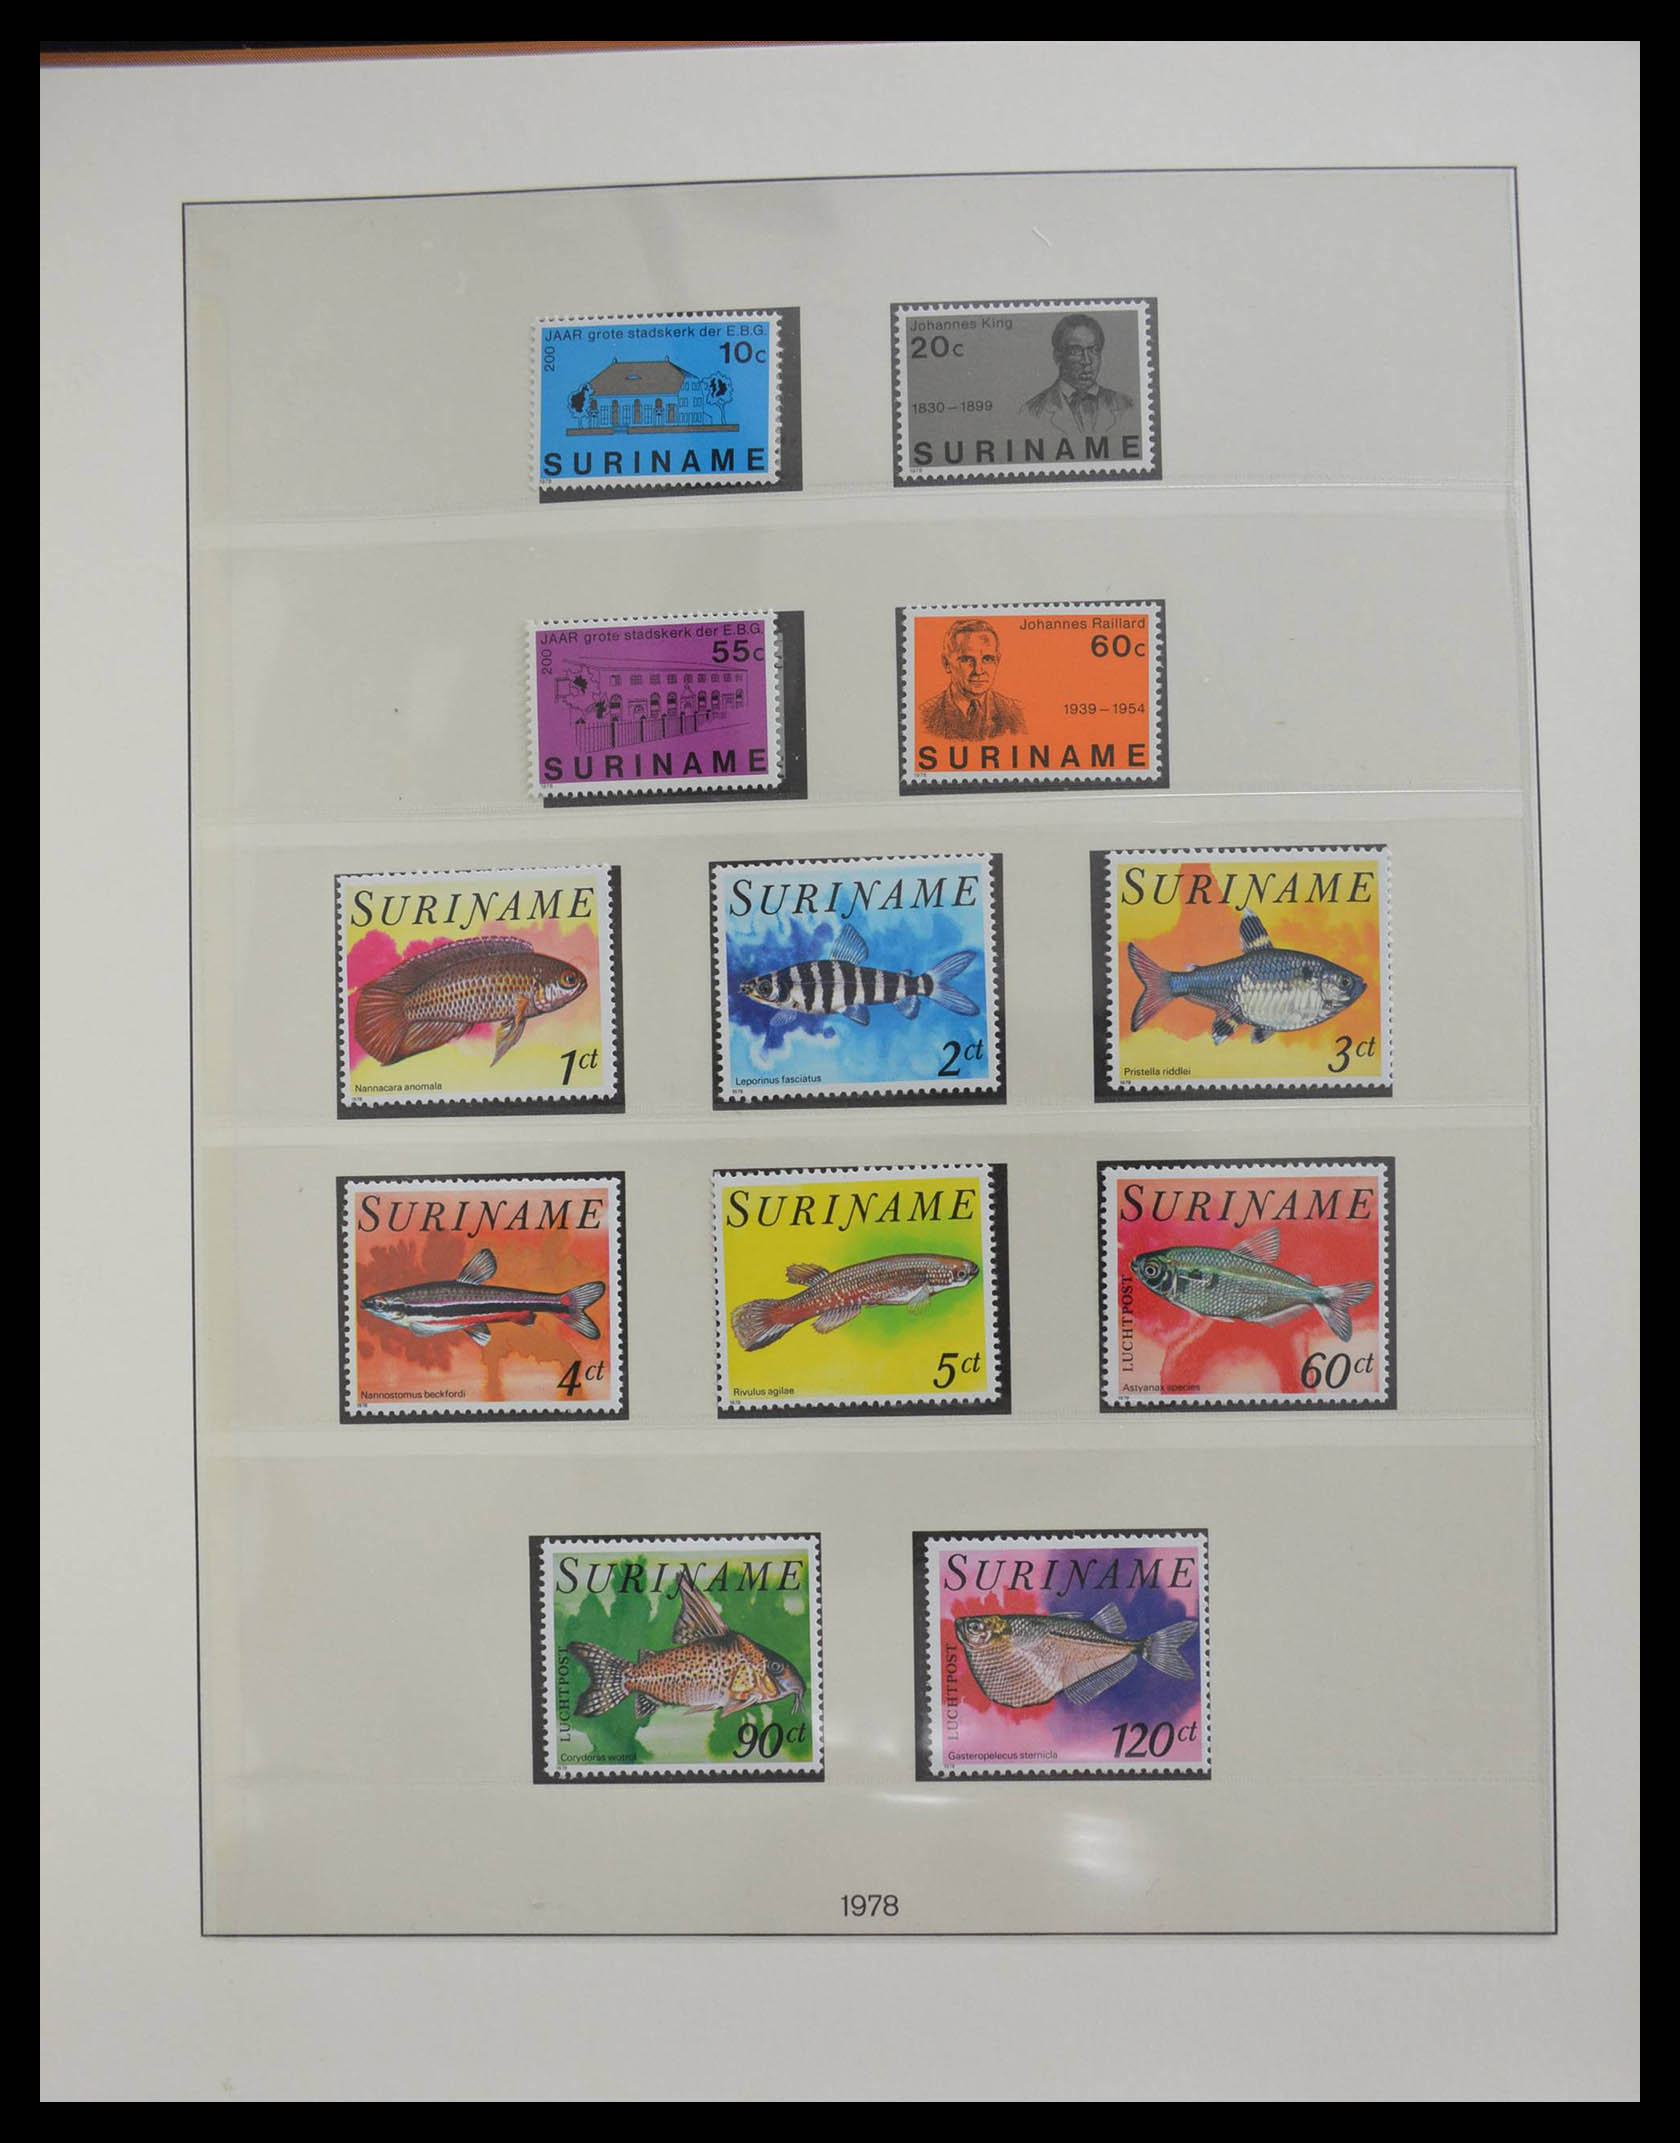 200 JAAR grote stadskerk der E.B.G.
10c
SURINAME
1978
Johannes King
20c
1830–1899
SURINAME
1978
200 JAAR grote stadskerk der E.B.G.
55c
SURINAME
1978
Johannes Raillard
60c
1939–1954
SURINAME
1978
SURINAME
1ct
Nannacara anomala
1978
SURINAME
2ct
Leporinus fasciatus
1978
SURINAME
3ct
Pristella riddlei
1978
SURINAME
4ct
Nannostomus beckfordi
1978
SURINAME
5ct
Rivulus agilae
1978
SURINAME
LUCHTPOST
60ct
Astyanax species
1978
SURINAME
LUCHTPOST
90ct
Corydoras wotroi
1978
SURINAME
LUCHTPOST
120ct
Gasteropelecus sternicla
1978
1978